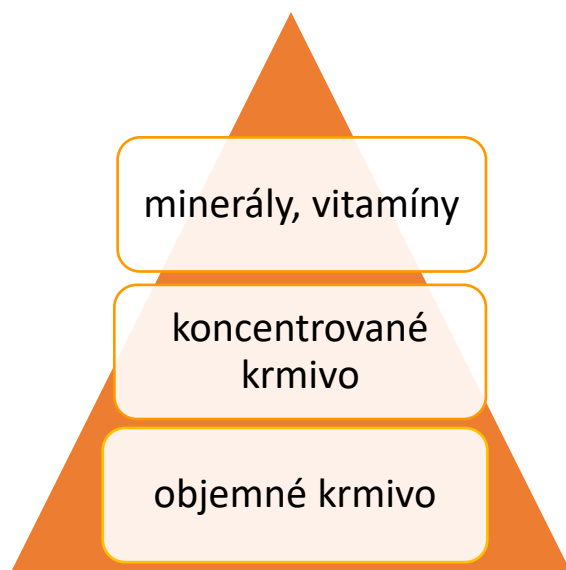 minerály, vitamíny
koncentrované
krmivo
objemné krmivo